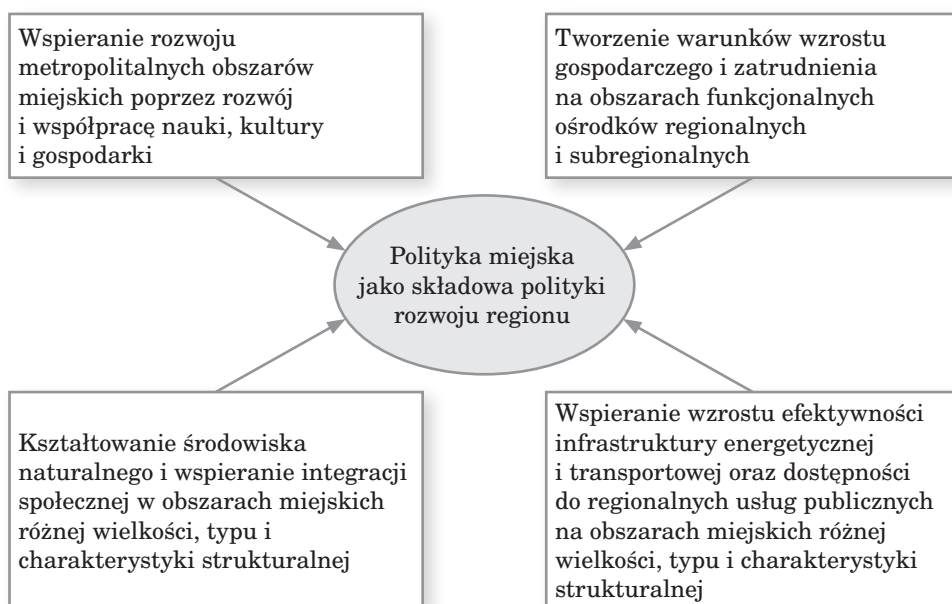 Wspieranie rozwoju
metropolitalnych obszarów
miejskich poprzez rozwój
i współpracę nauki, kultury
i gospodarki
Tworzenie warunków wzrostu
gospodarczego i zatrudnienia
na obszarach funkcjonalnych
ośrodków regionalnych
i subregionalnych
Polityka miejska
jako składowa polityki
rozwoju regionu
Kształtowanie środowiska
naturalnego i wspieranie integracji
społecznej w obszarach miejskich
różnej wielkości, typu i
charakterystyki strukturalnej
Wspieranie wzrostu efektywności
infrastruktury energetycznej
i transportowej oraz dostępności
do regionalnych usług publicznych
na obszarach miejskich różnej
wielkości, typu i charakterystyki
strukturalnej